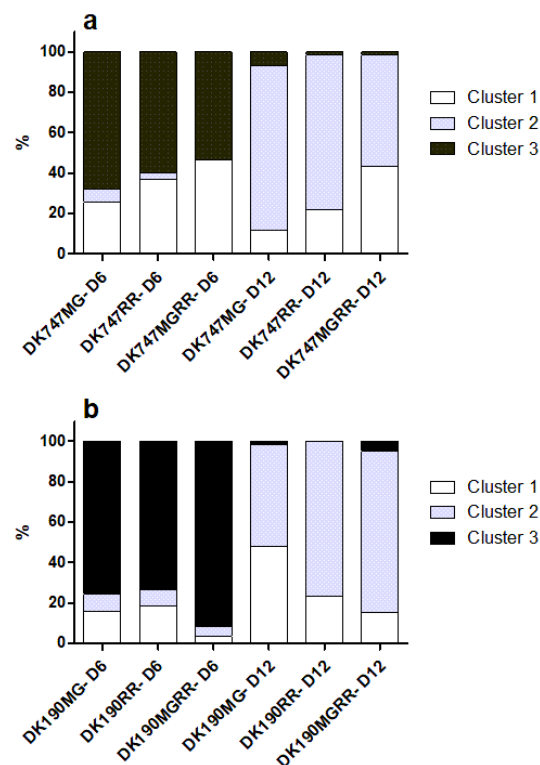 a
100
80
60
40
20
0
%
Cluster 1
Cluster 2
Cluster 3
DK747MG- D6
DK747RR- D6
DK747MGRR- D6
DK747MG- D12
DK747RR- D12
DK747MGRR- D12
b
100
80
60
40
20
0
%
Cluster 1
Cluster 2
Cluster 3
DK190MG- D6
DK190RR- D6
DK190MGRR- D6
DK190MG- D12
DK190RR- D12
DK190MGRR- D12